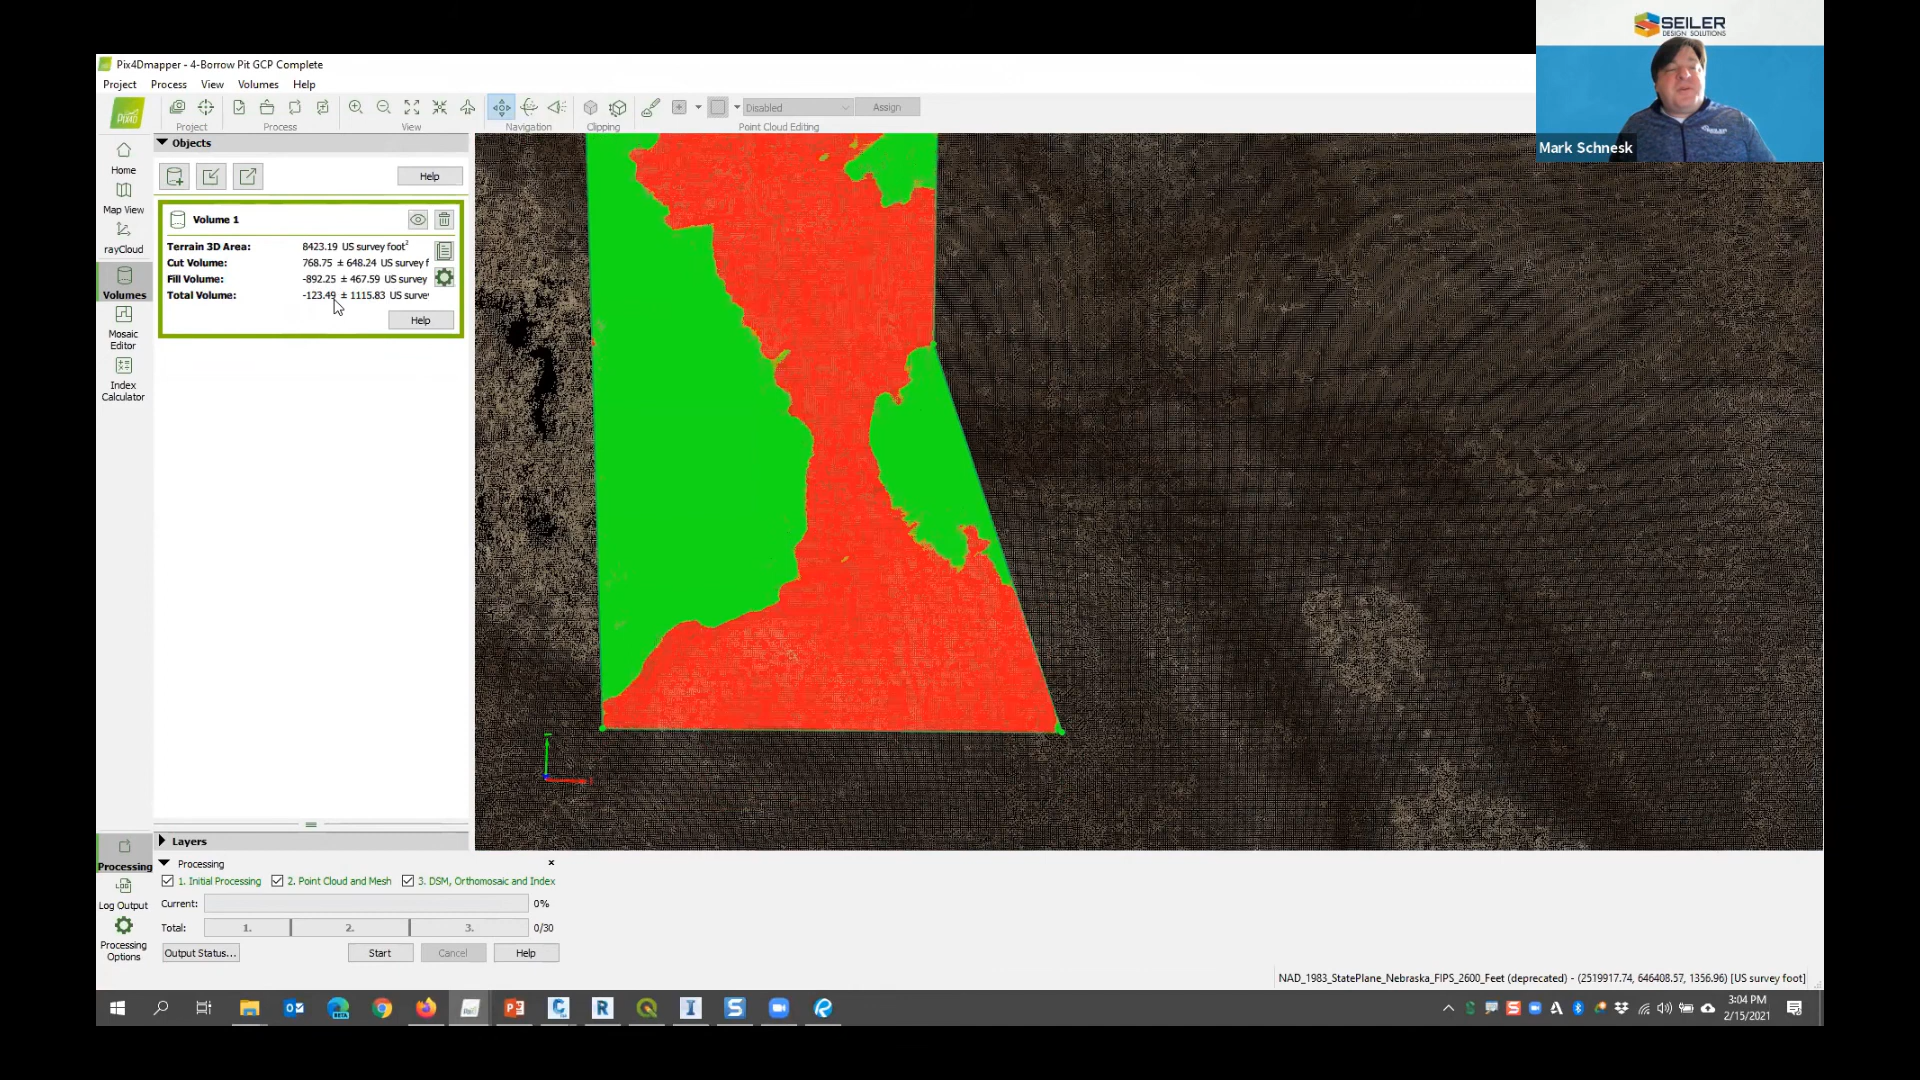 SEILER
DESIGN SOLUTIONS
Mark Schnesk
Pix4Dmapper - 4-Borrow Pit GCP Complete
Project Process View Volumes Help
Disabled
Assign
Project Process View Navigation Clipping Point Cloud Editing
Objects
Help
Home
Map View
rayCloud
Volumes
Mosaic
Editor
Index
Calculator
Volume 1
Terrain 3D Area: 8423.19 US survey foot²
Cut Volume: 768.75 ± 648.24 US survey f
Fill Volume: -892.25 ± 467.59 US survey
Total Volume: -123.49 ± 1115.83 US surve
Help
Layers
Processing
Log Output
Processing
Options
Processing
1. Initial Processing 2. Point Cloud and Mesh 3. DSM, Orthomosaic and Index
Current: 0%
Total: 1. 2. 3. 0/30
Output Status... Start Cancel Help
NAD_1983_StatePlane_Nebraska_FIPS_2600_Feet (deprecated) - (2519917.74, 646408.57, 1356.96) [US survey foot]
3:04 PM
2/15/2021